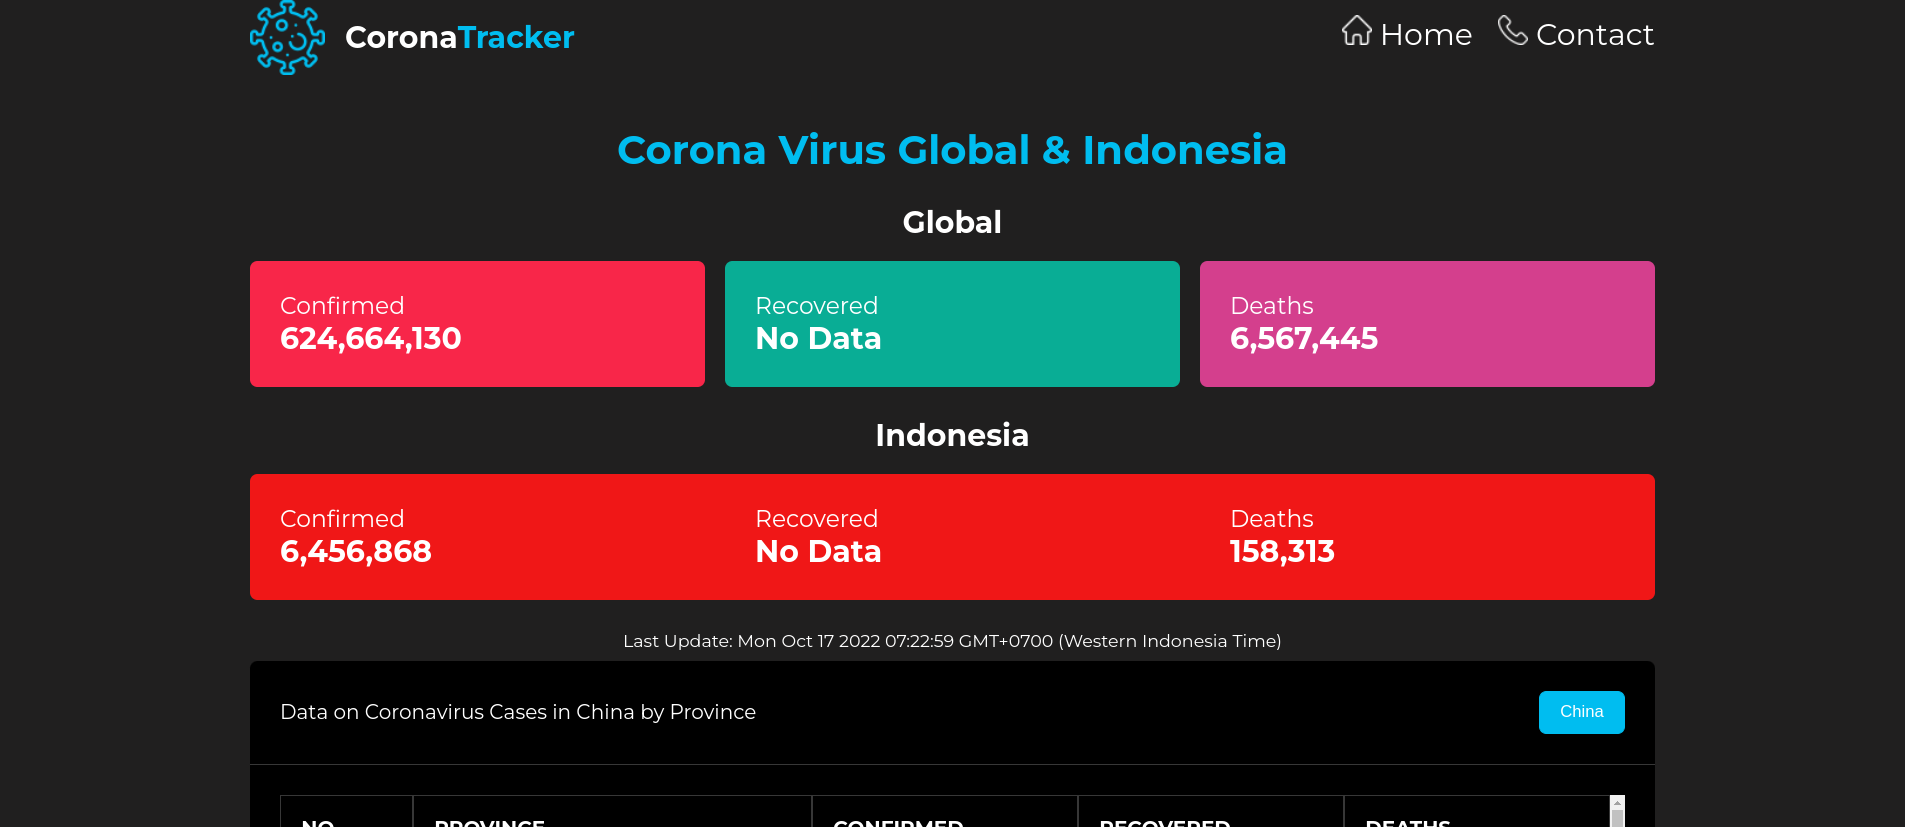 CoronaTracker
Home
Contact
Corona Virus Global & Indonesia
Global
Confirmed
624,664,130
Recovered
No Data
Deaths
6,567,445
Indonesia
Confirmed
6,456,868
Recovered
No Data
Deaths
158,313
Last Update: Mon Oct 17 2022 07:22:59 GMT+0700 (Western Indonesia Time)
Data on Coronavirus Cases in China by Province
China
NO
PROVINCE
CONFIRMED
RECOVERED
DEATHS